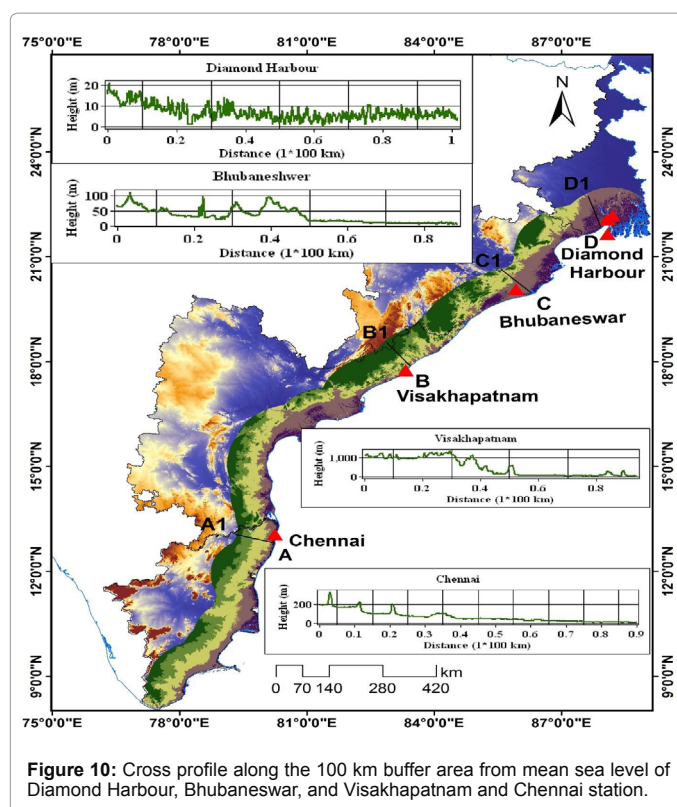 75°0'0"E 78°0'0"E 81°0'0"E 84°0'0"E 87°0'0"E
Diamond Harbour
Height (m)
20
10
0
0 0.2 0.4 0.6 0.8 1
Distance (1*100 km)
N
Bhubaneshwer
Height (m)
100
50
0
0 0.2 0.4 0.6 0.8
Distance (1*100 km)
24°0'0"N
21°0'0"N
18°0'0"N
15°0'0"N
12°0'0"N
9°0'0"N
24°0'0"N
21°0'0"N
18°0'0"N
15°0'0"N
12°0'0"N
9°0'0"N
D1
D
Diamond
Harbour
C1
C
Bhubaneswar
B1
B
Visakhapatnam
Visakhapatnam
Height (m)
1,000
0
0 0.2 0.4 0.6 0.8
Distance (1*100 km)
A1
Chennai
A
Chennai
Height (m)
200
0
0 0.1 0.2 0.3 0.4 0.5 0.6 0.7 0.8 0.9
Distance (1*100 km)
km
0 70 140 280 420
75°0'0"E 78°0'0"E 81°0'0"E 84°0'0"E 87°0'0"E
Figure 10: Cross profile along the 100 km buffer area from mean sea level of
Diamond Harbour, Bhubaneswar, and Visakhapatnam and Chennai station.